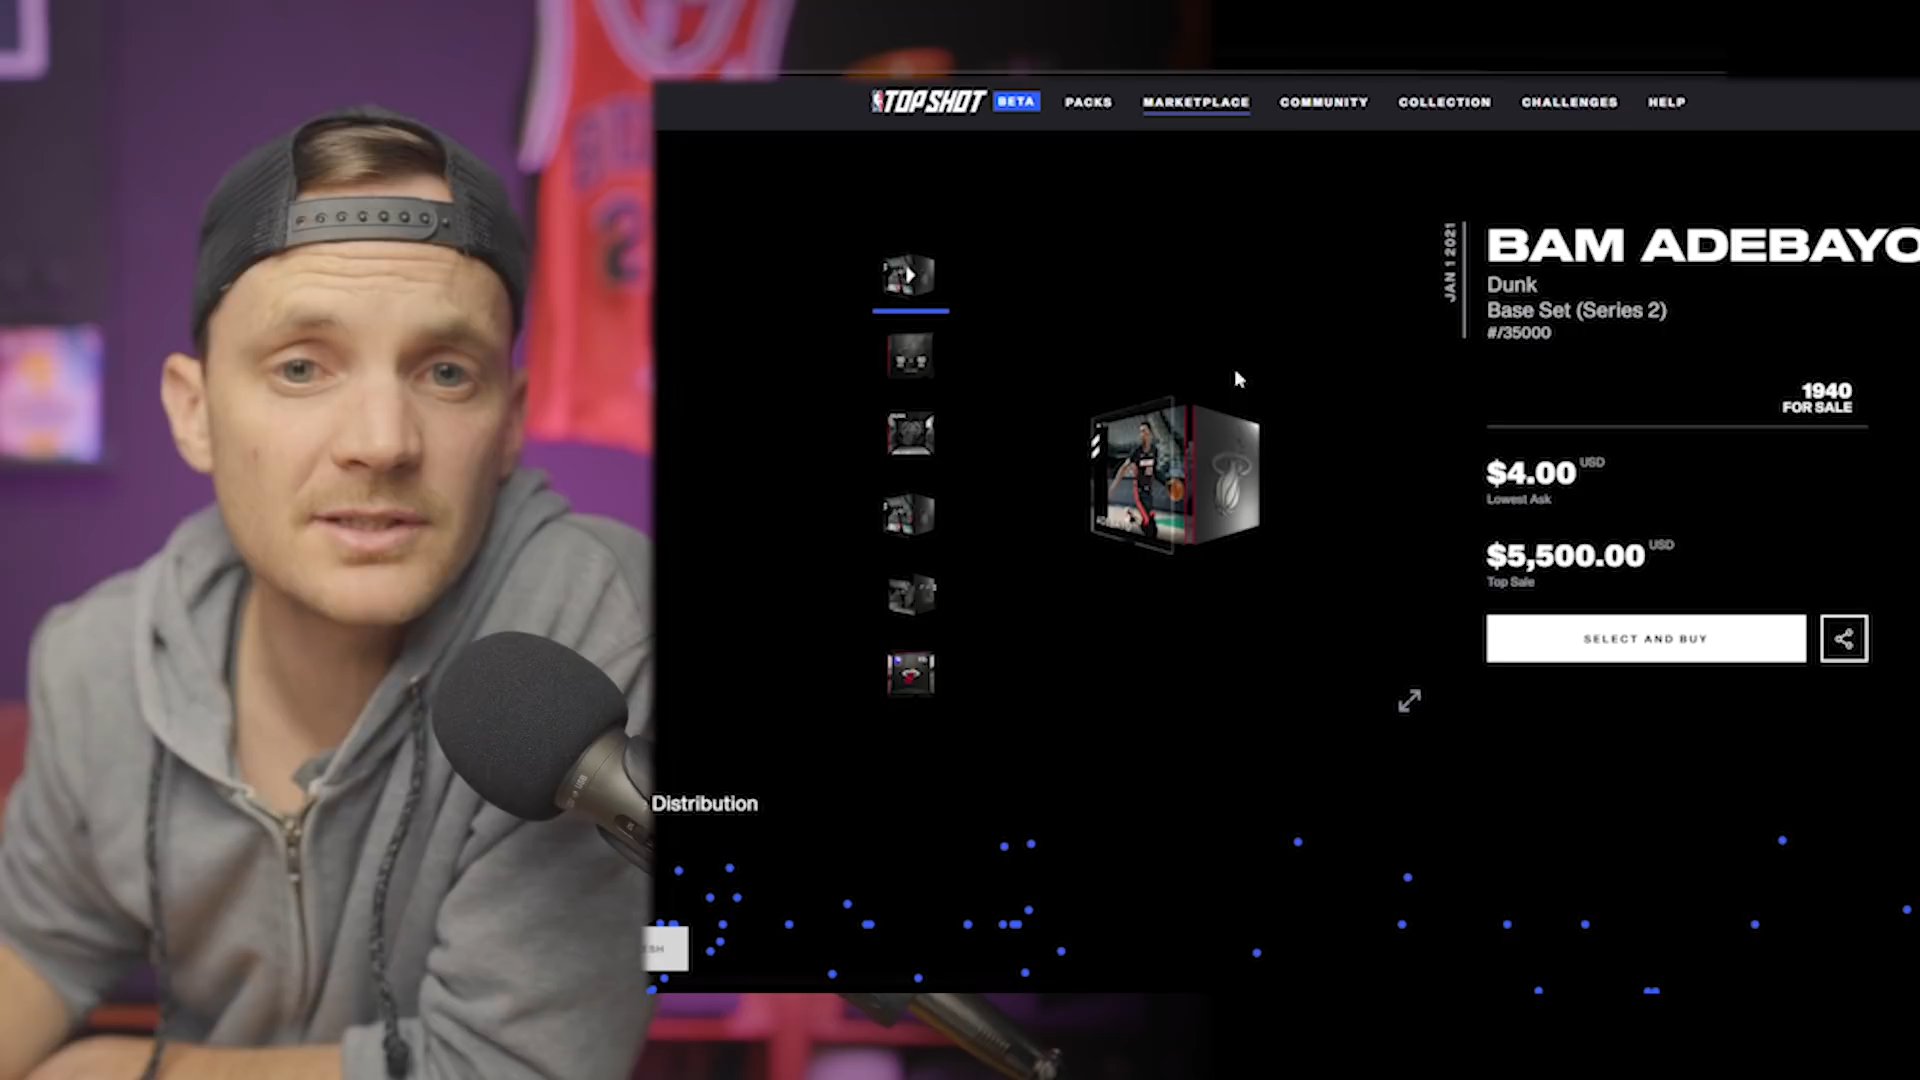 TOP SHOT BETA PACKS MARKETPLACE COMMUNITY COLLECTION CHALLENGES HELP
JAN 1 2021
BAM ADEBAYO
Dunk
Base Set (Series 2)
#/35000
1940
FOR SALE
$4.00 USD
Lowest Ask
$5,500.00 USD
Top Sale
SELECT AND BUY
Distribution
USB